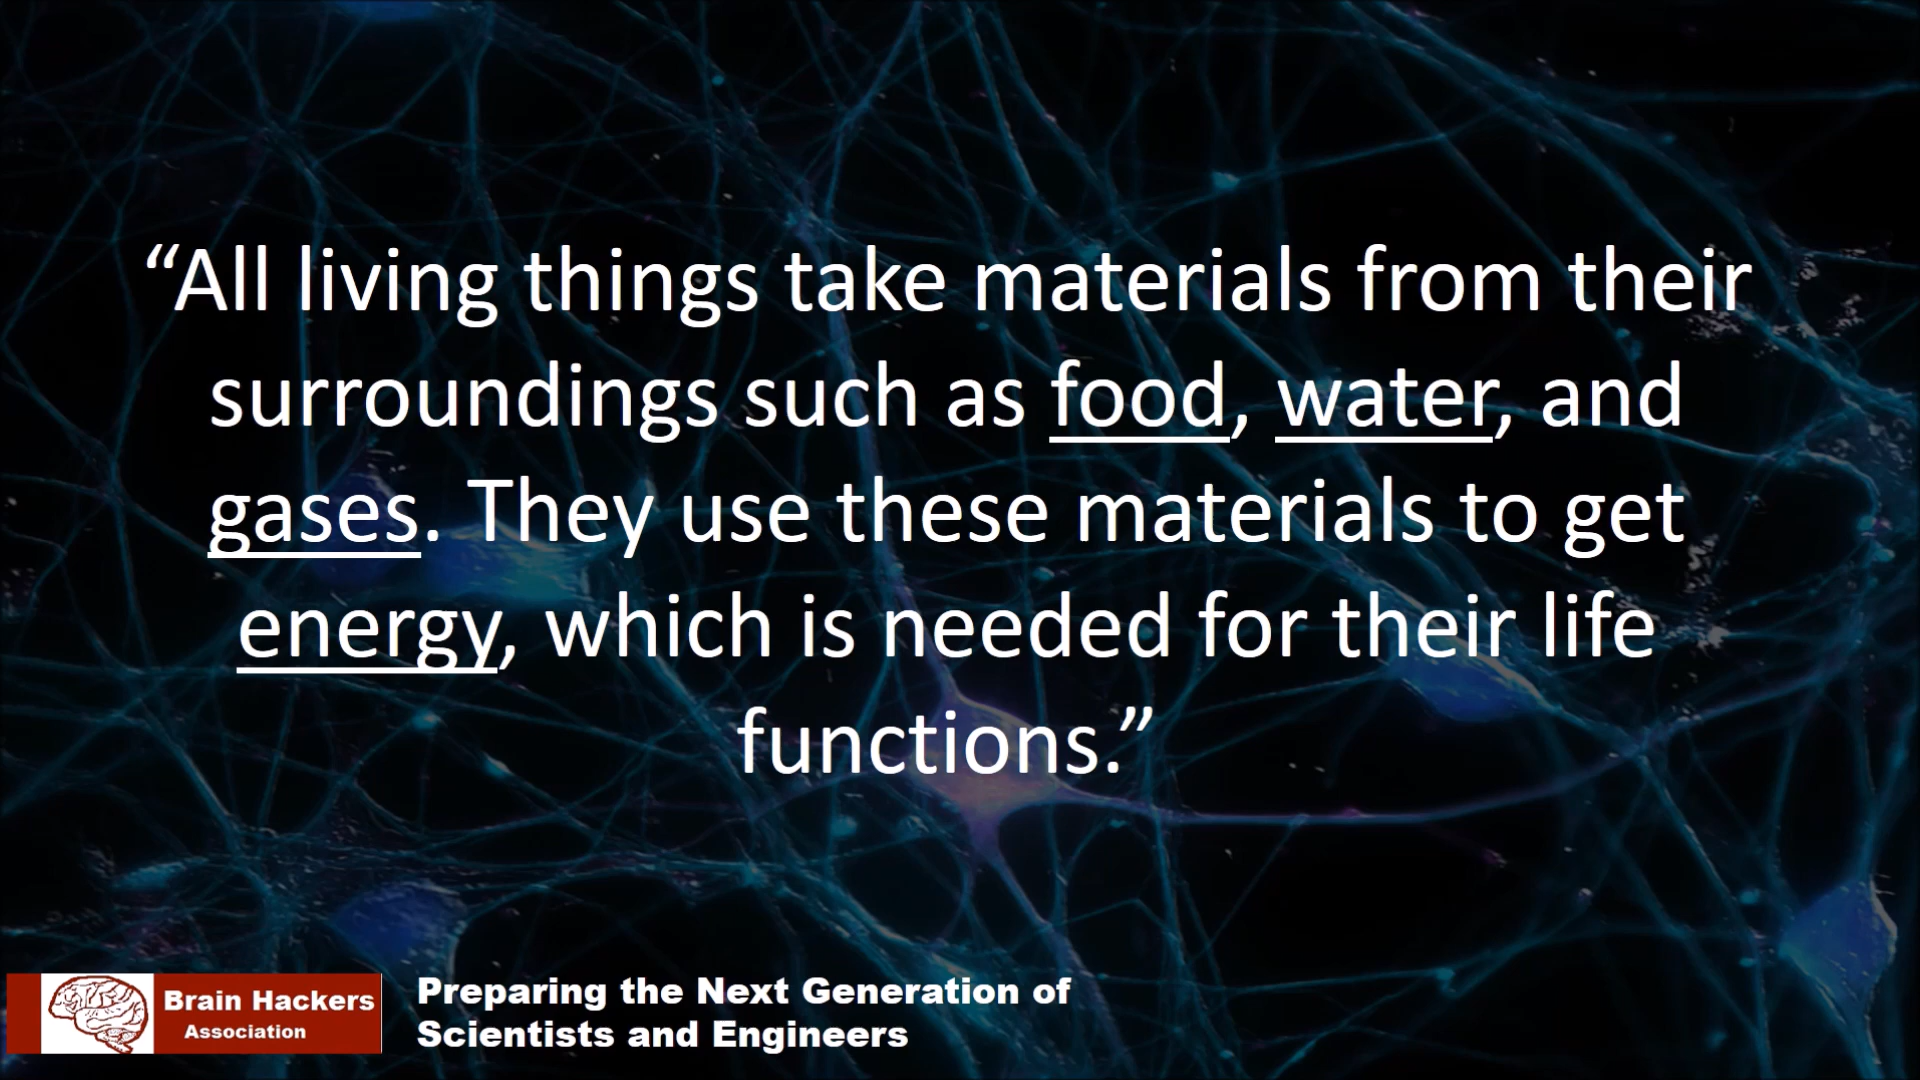 “All living things take materials from their
surroundings such as food, water, and
gases. They use these materials to get
energy, which is needed for their life
functions.”
Brain Hackers
Association
Preparing the Next Generation of
Scientists and Engineers